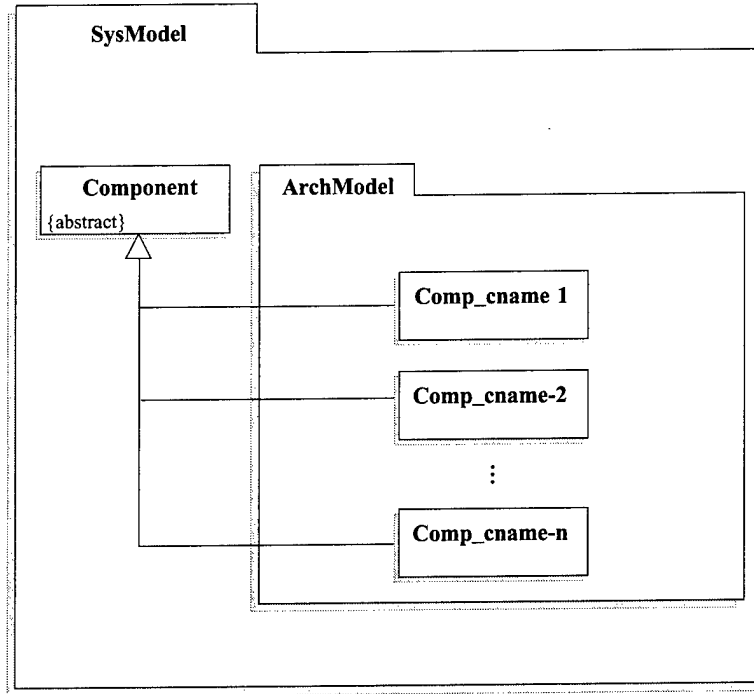 SysModel
Component
{abstract}
ArchModel
Comp_cname 1
Comp_cname-2
Comp_cname-n